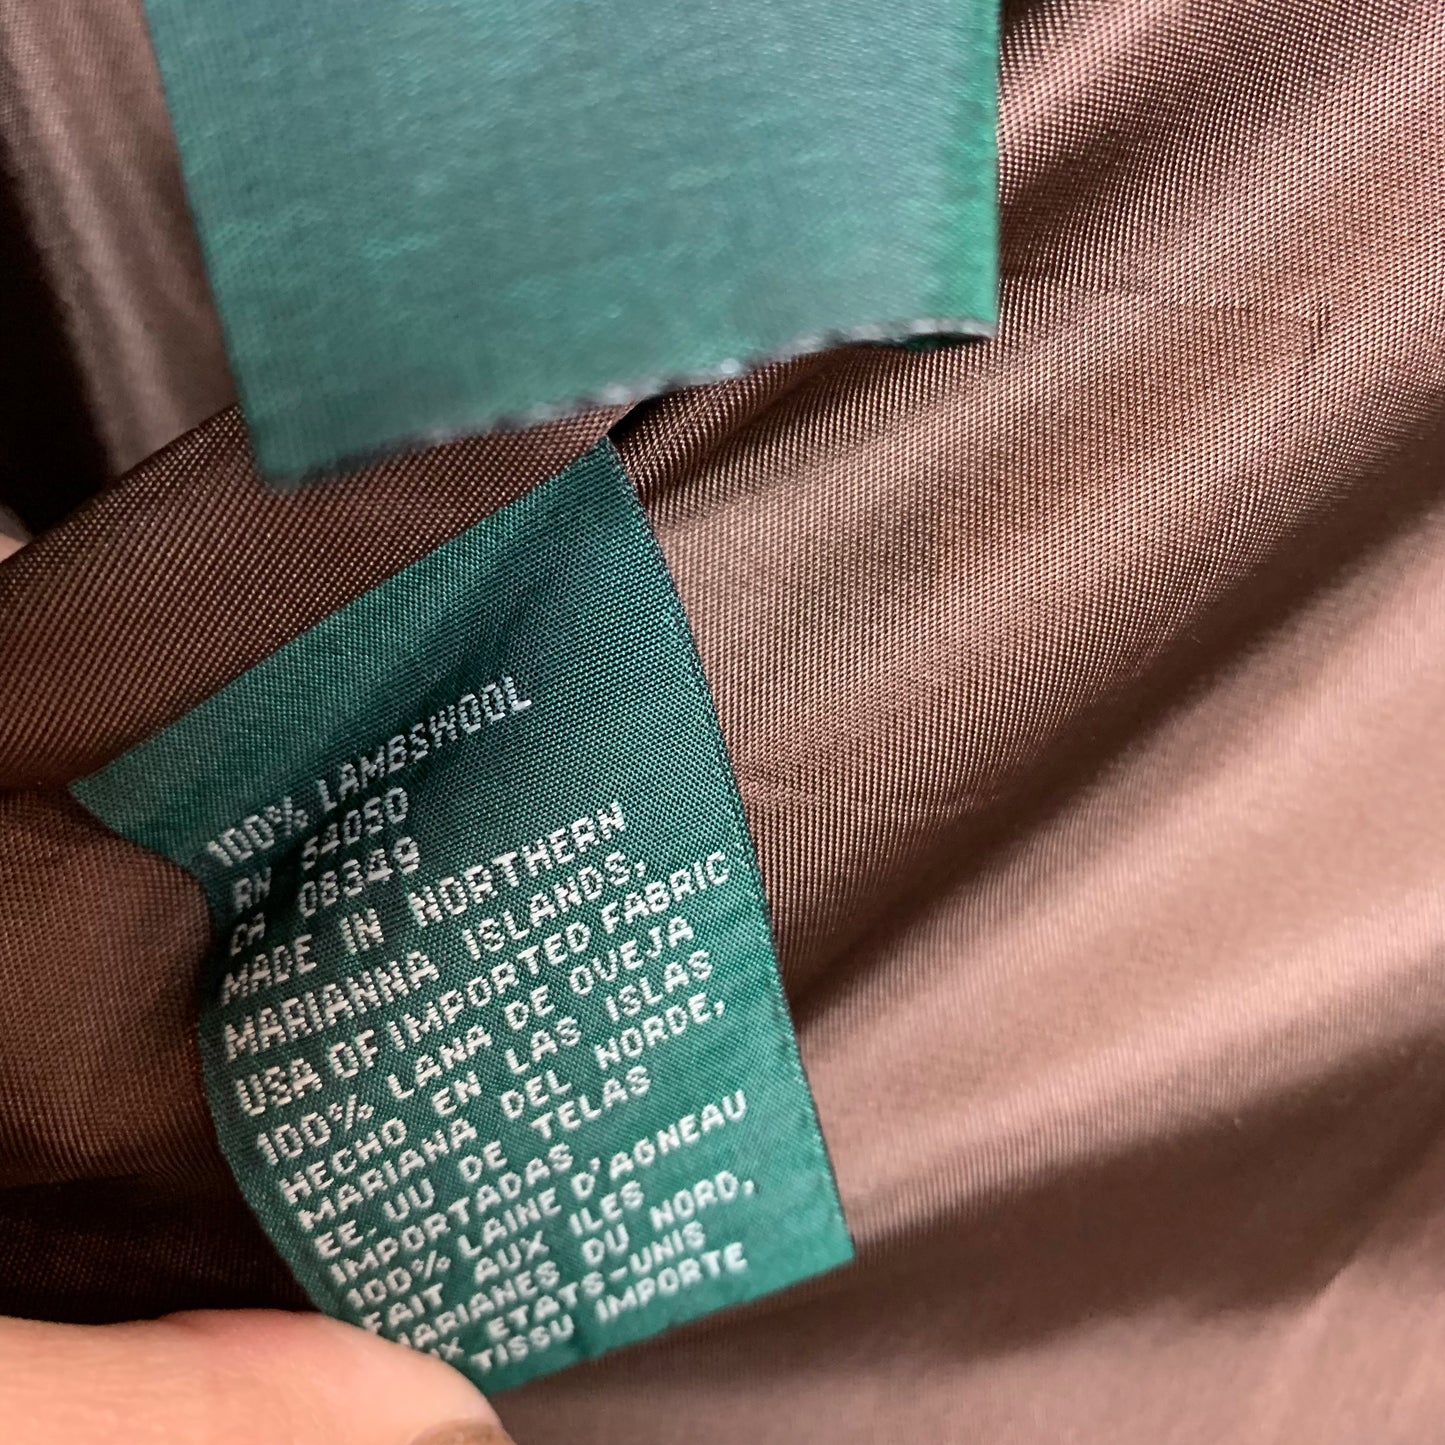 100% LAMBSWOOL
RN 54050
CA 08349
MADE IN NORTHERN
MARIANNA ISLANDS,
USA OF IMPORTED FABRIC
100% LANA DE OVEJA
HECHO EN LAS ISLAS
MARIANA DEL NORDE,
EE. UU DE TELAS
IMPORTADAS
100% LAINE D'AGNEAU
FAIT AUX ILES
MARIANES DU NORD,
AUX ETATS-UNIS
TISSU IMPORTE